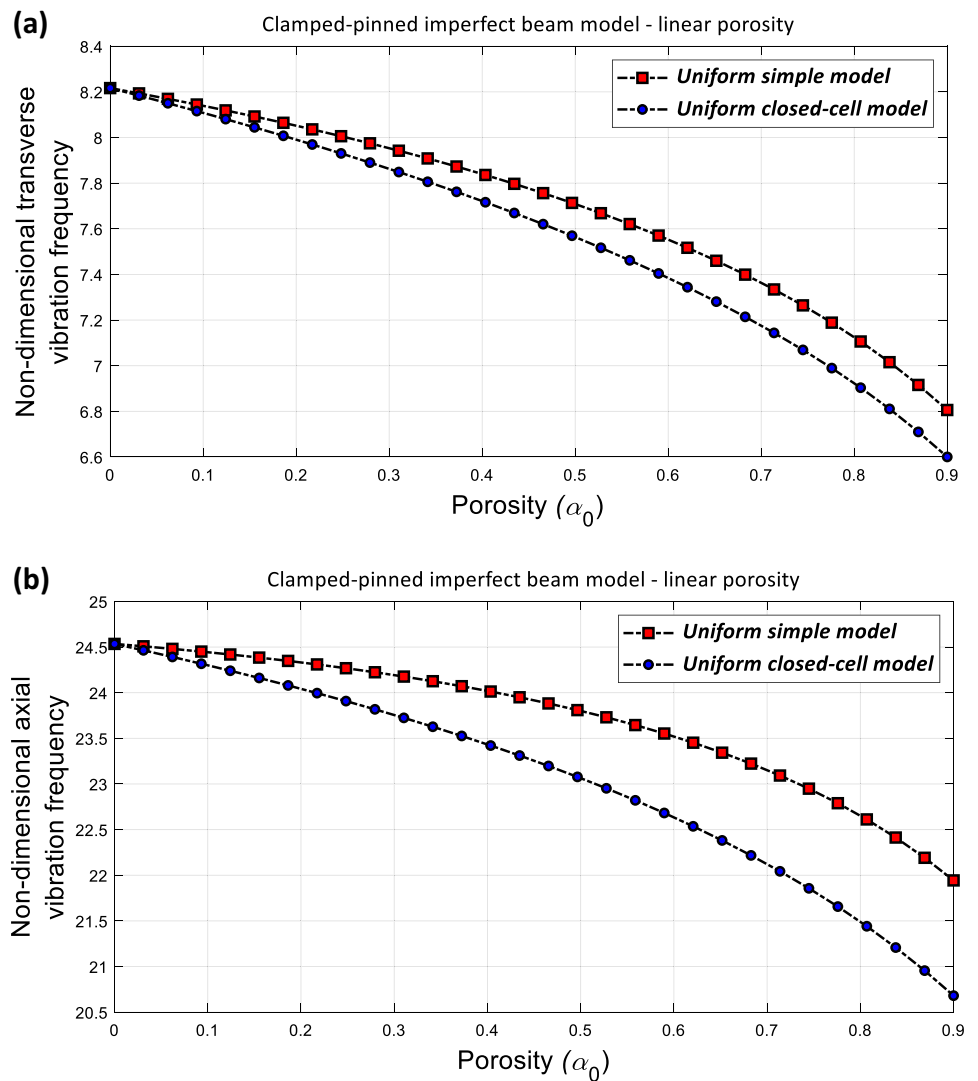 (a)
Clamped-pinned imperfect beam model - linear porosity
Uniform simple model
Uniform closed-cell model
Non-dimensional transverse
vibration frequency
8.4
8.2
8
7.8
7.6
7.4
7.2
7
6.8
6.6
0 0.1 0.2 0.3 0.4 0.5 0.6 0.7 0.8 0.9
Porosity (α0)
(b)
Clamped-pinned imperfect beam model - linear porosity
Uniform simple model
Uniform closed-cell model
Non-dimensional axial
vibration frequency
25
24.5
24
23.5
23
22.5
22
21.5
21
20.5
0 0.1 0.2 0.3 0.4 0.5 0.6 0.7 0.8 0.9
Porosity (α0)